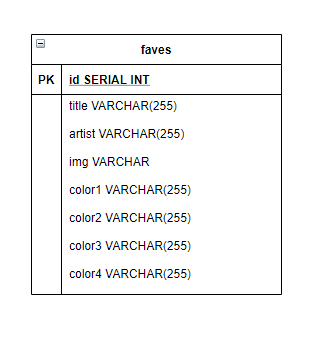 faves
PK id SERIAL INT
title VARCHAR(255)
artist VARCHAR(255)
img VARCHAR
color1 VARCHAR(255)
color2 VARCHAR(255)
color3 VARCHAR(255)
color4 VARCHAR(255)